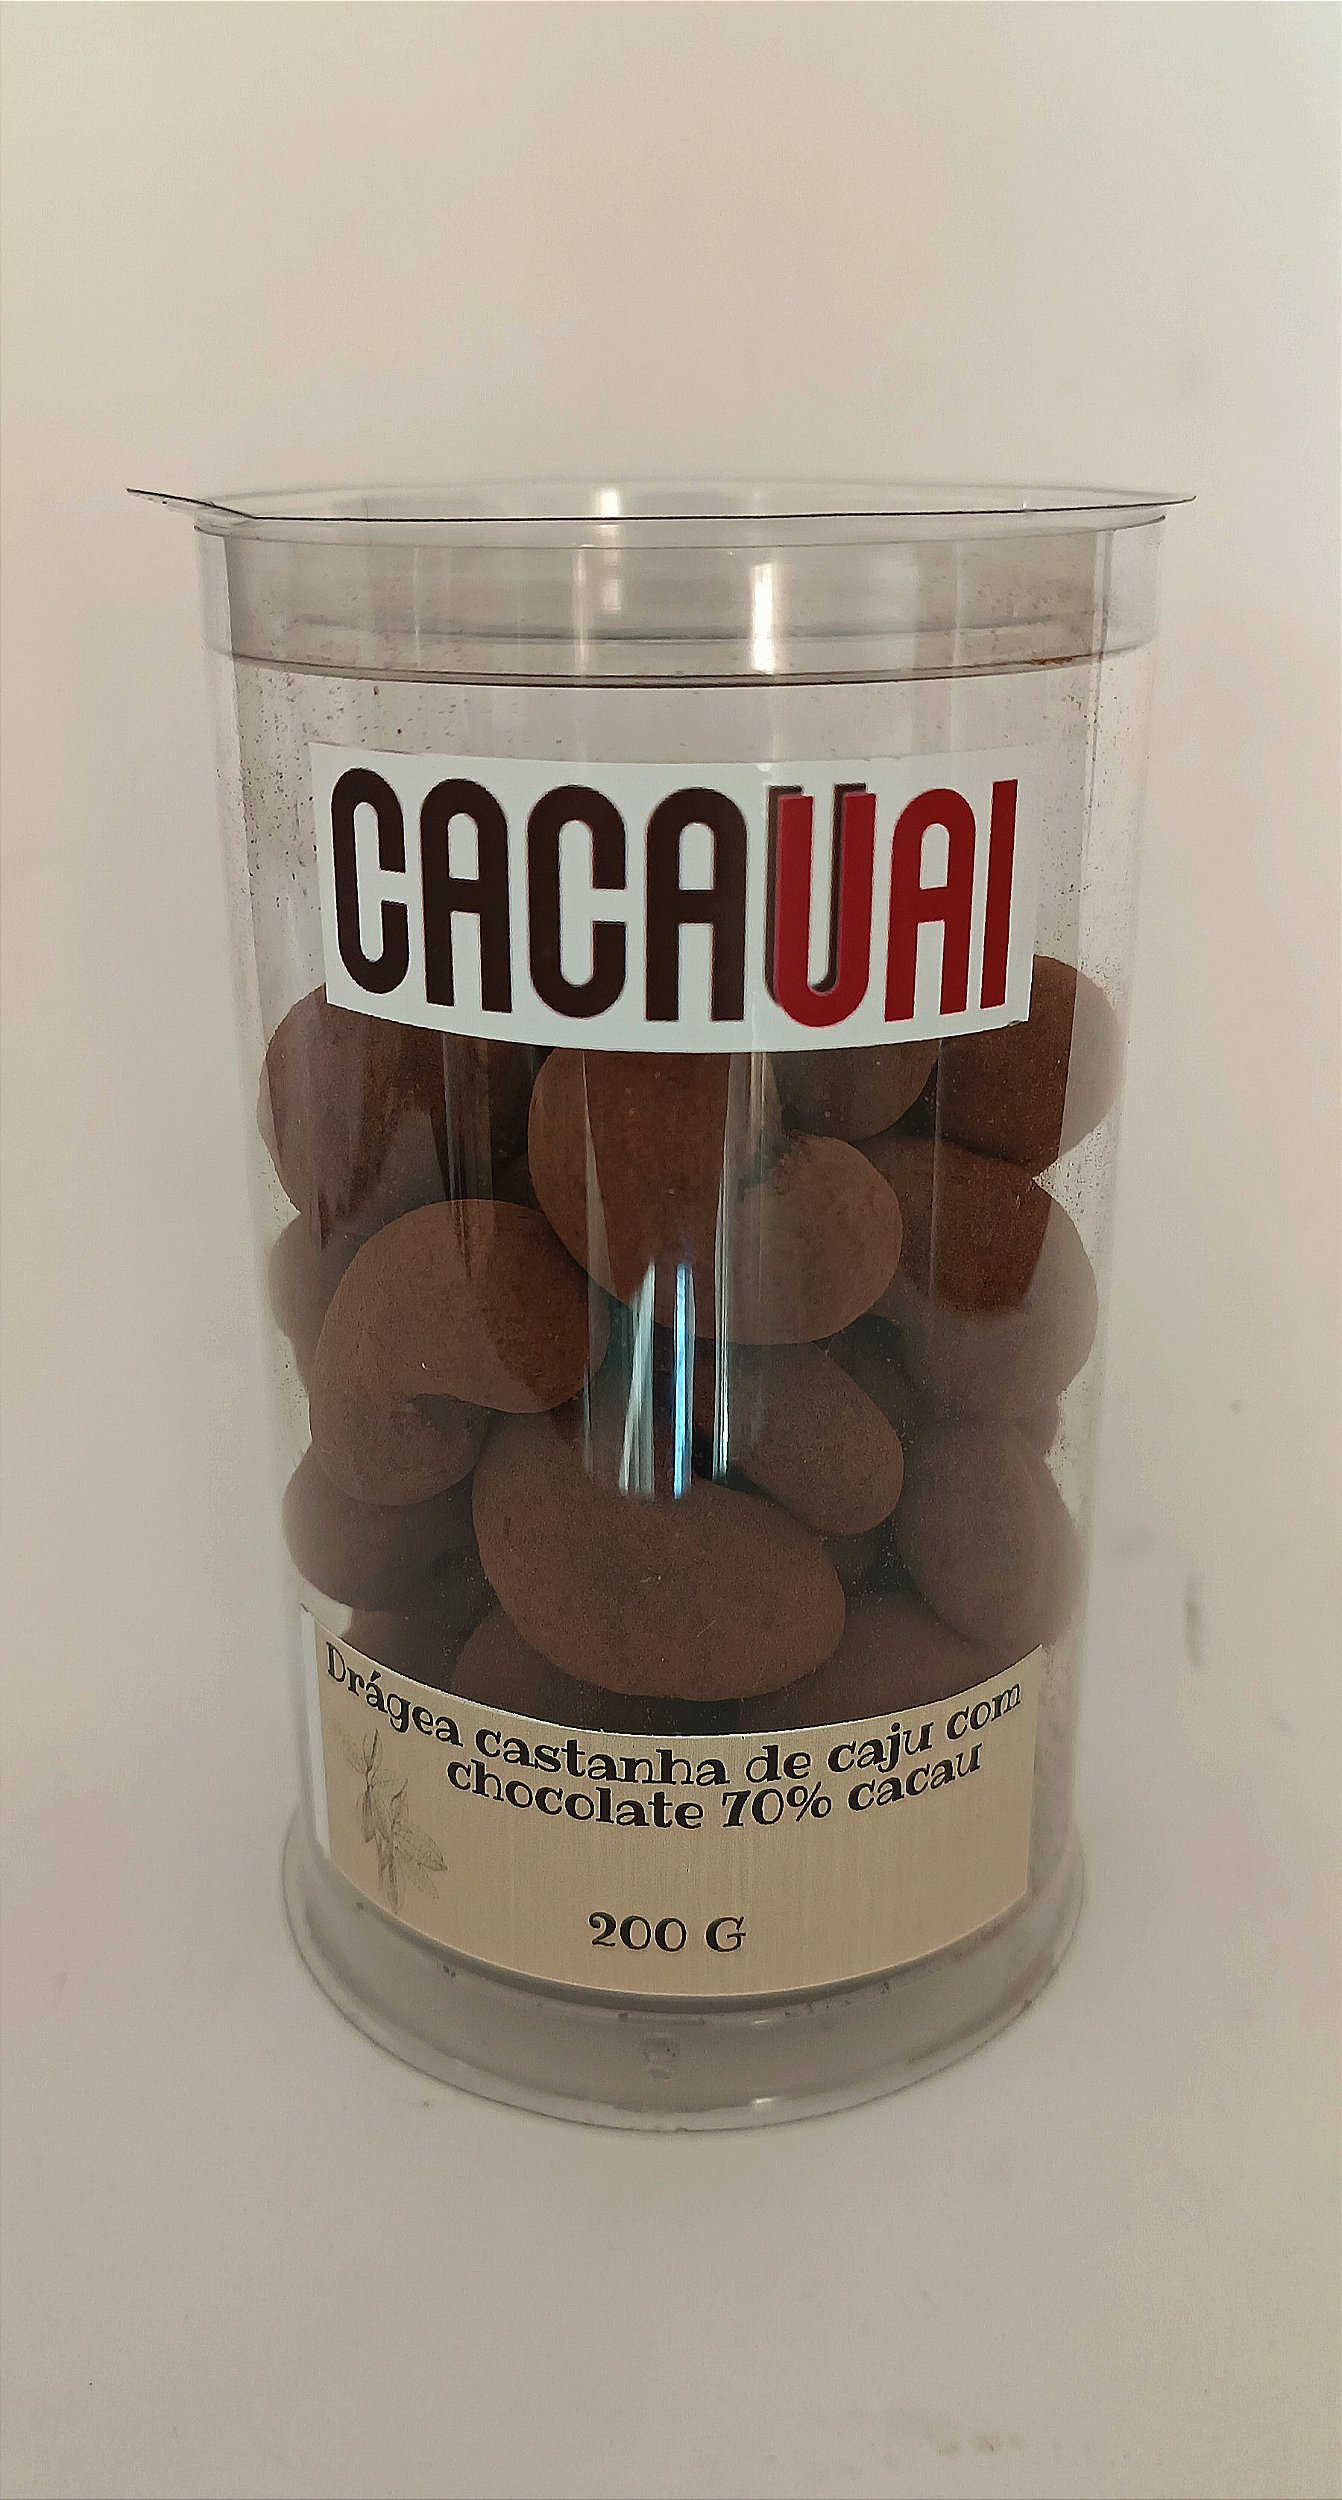 CACAUAI
Drágea castanha de caju com
chocolate 70% cacau
200 G